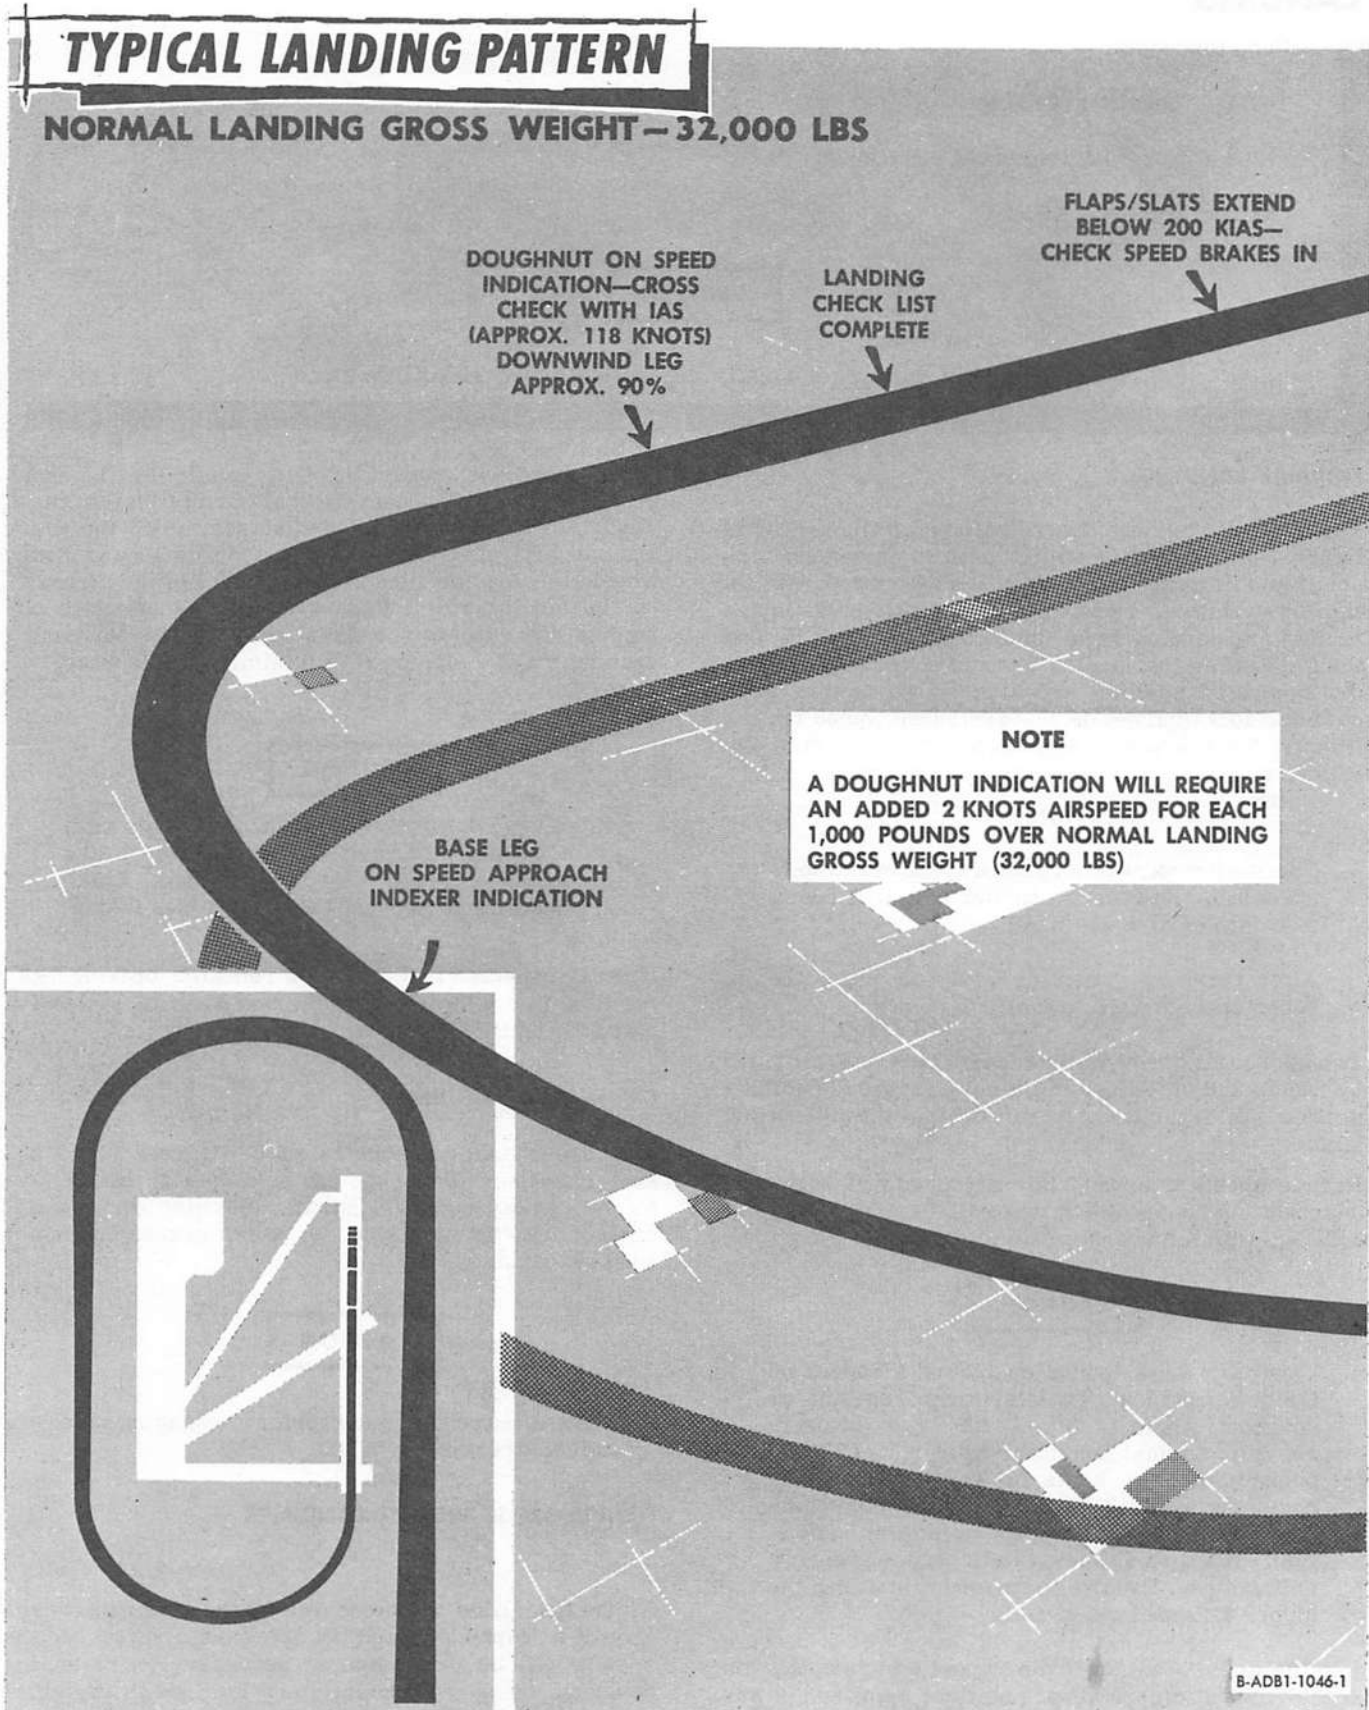 TYPICAL LANDING PATTERN
NORMAL LANDING GROSS WEIGHT—32,000 LBS
FLAPS/SLATS EXTEND
BELOW 200 KIAS—
CHECK SPEED BRAKES IN
DOUGHNUT ON SPEED
INDICATION—CROSS
CHECK WITH IAS
(APPROX. 118 KNOTS)
DOWNWIND LEG
APPROX. 90%
LANDING
CHECK LIST
COMPLETE
NOTE
A DOUGHNUT INDICATION WILL REQUIRE
AN ADDED 2 KNOTS AIRSPEED FOR EACH
1,000 POUNDS OVER NORMAL LANDING
GROSS WEIGHT (32,000 LBS)
BASE LEG
ON SPEED APPROACH
INDEXER INDICATION
B-ADB1-1046-1